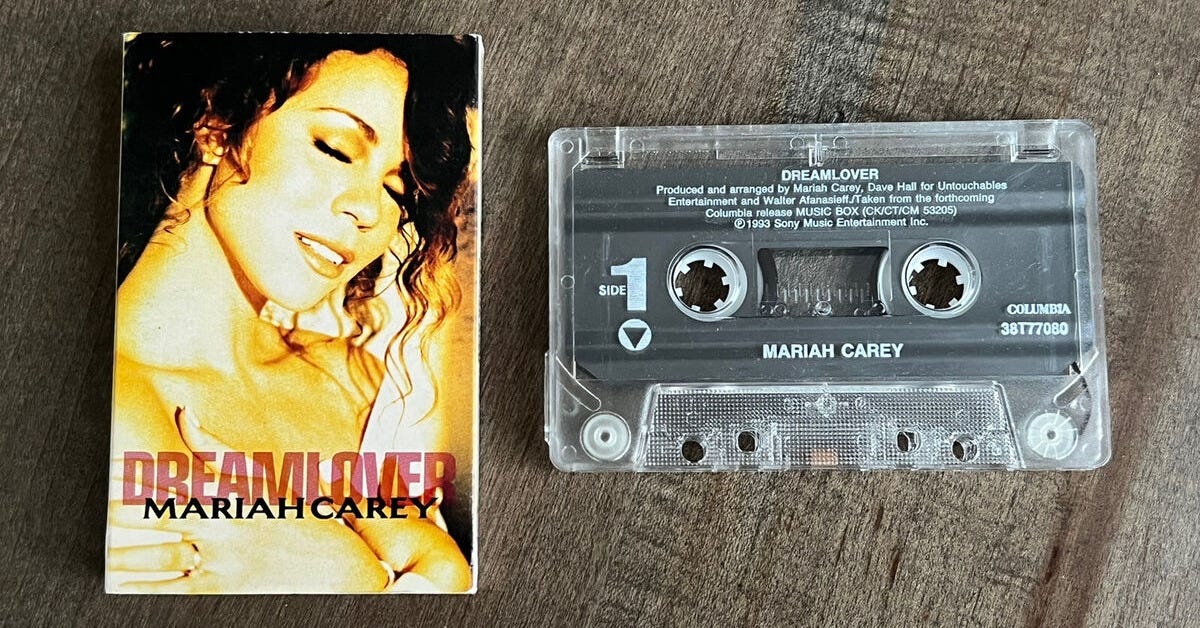 DREAMLOVER
MARIAH CAREY
DREAMLOVER
Produced and arranged by Mariah Carey, Dave Hall for Untouchables
Entertainment and Walter Afanasieff./Taken from the forthcoming
Columbia release MUSIC BOX (CK/CT/CM 53205)
℗1993 Sony Music Entertainment Inc.
SIDE 1
COLUMBIA
38T77080
MARIAH CAREY